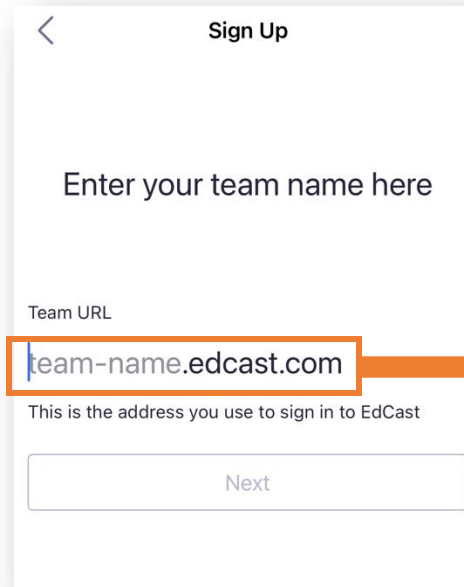 Sign Up
Enter your team name here
Team URL
team-name.edcast.com
This is the address you use to sign in to EdCast
Next